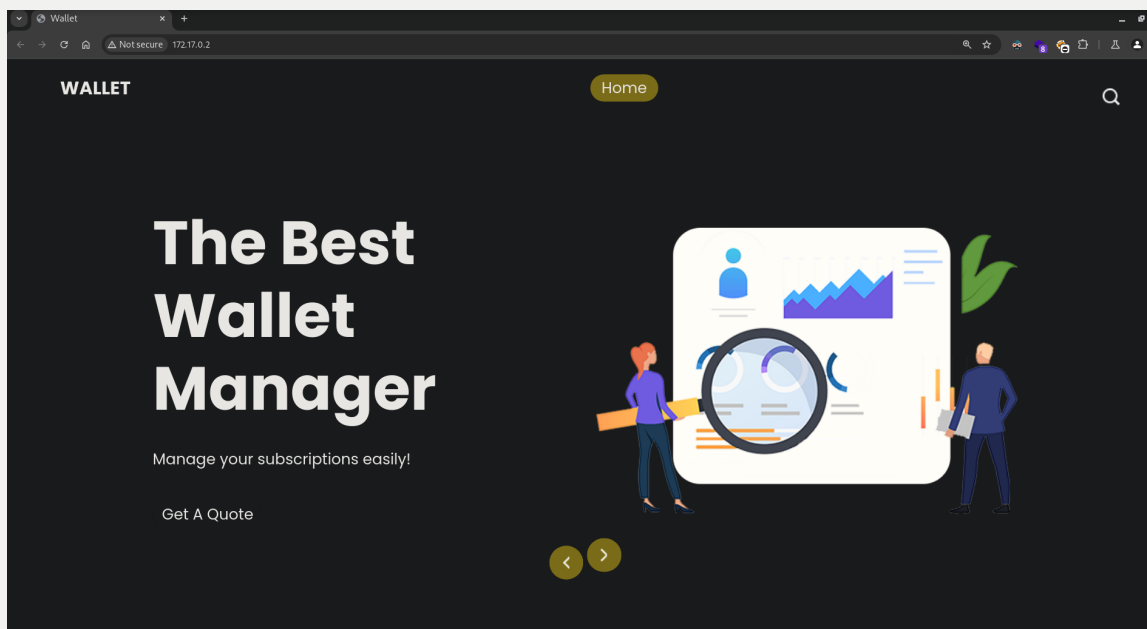 Wallet
Not secure 172.17.0.2
8
WALLET
Home
The Best
Wallet
Manager
Manage your subscriptions easily!
Get A Quote